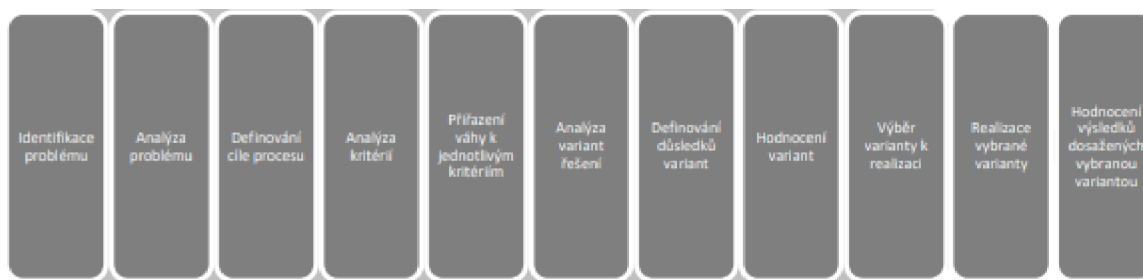 Identifikace
problému
Analýza
problému
Definování
cíle procesu
Analýza
kritérií
Přiřazení
váhy k
jednotlivým
kritériím
Analýza
variant
řešení
Definování
důsledků
variant
Hodnocení
variant
Výběr
varianty k
realizaci
Realizace
vybrané
varianty
Hodnocení
výsledků
dosažených
vybranou
variantou